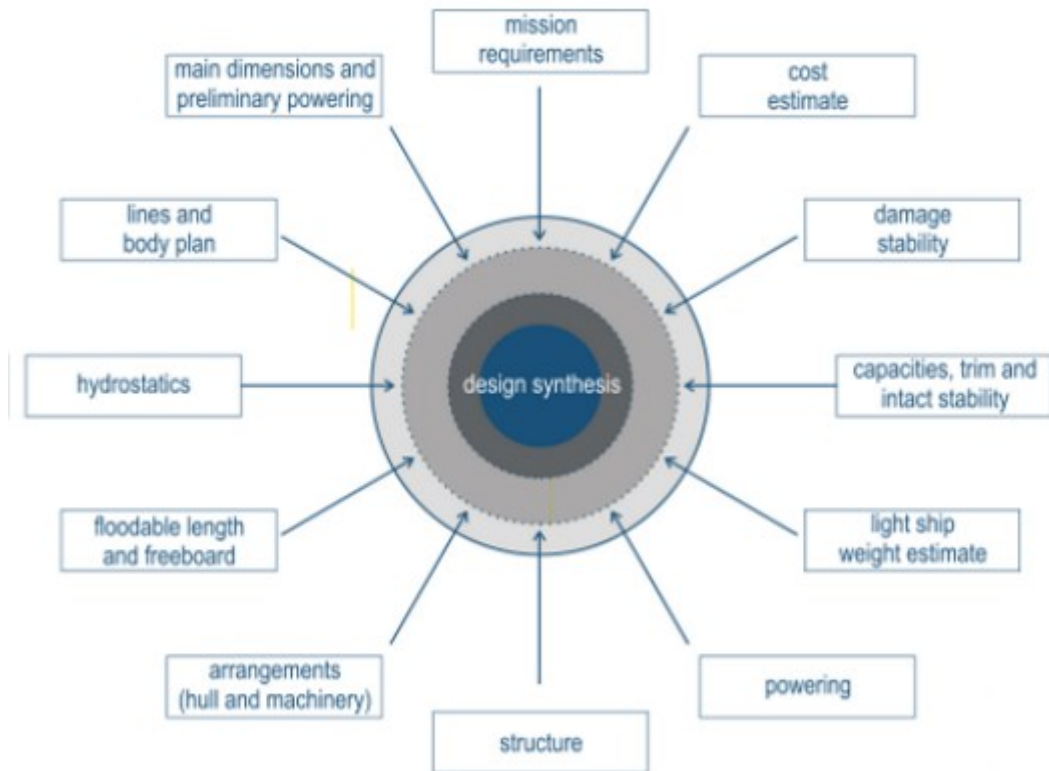 mission
requirements
main dimensions and
preliminary powering
cost
estimate
lines and
body plan
damage
stability
hydrostatics
design synthesis
capacities, trim and
intact stability
floodable length
and freeboard
light ship
weight estimate
arrangements
(hull and machinery)
powering
structure